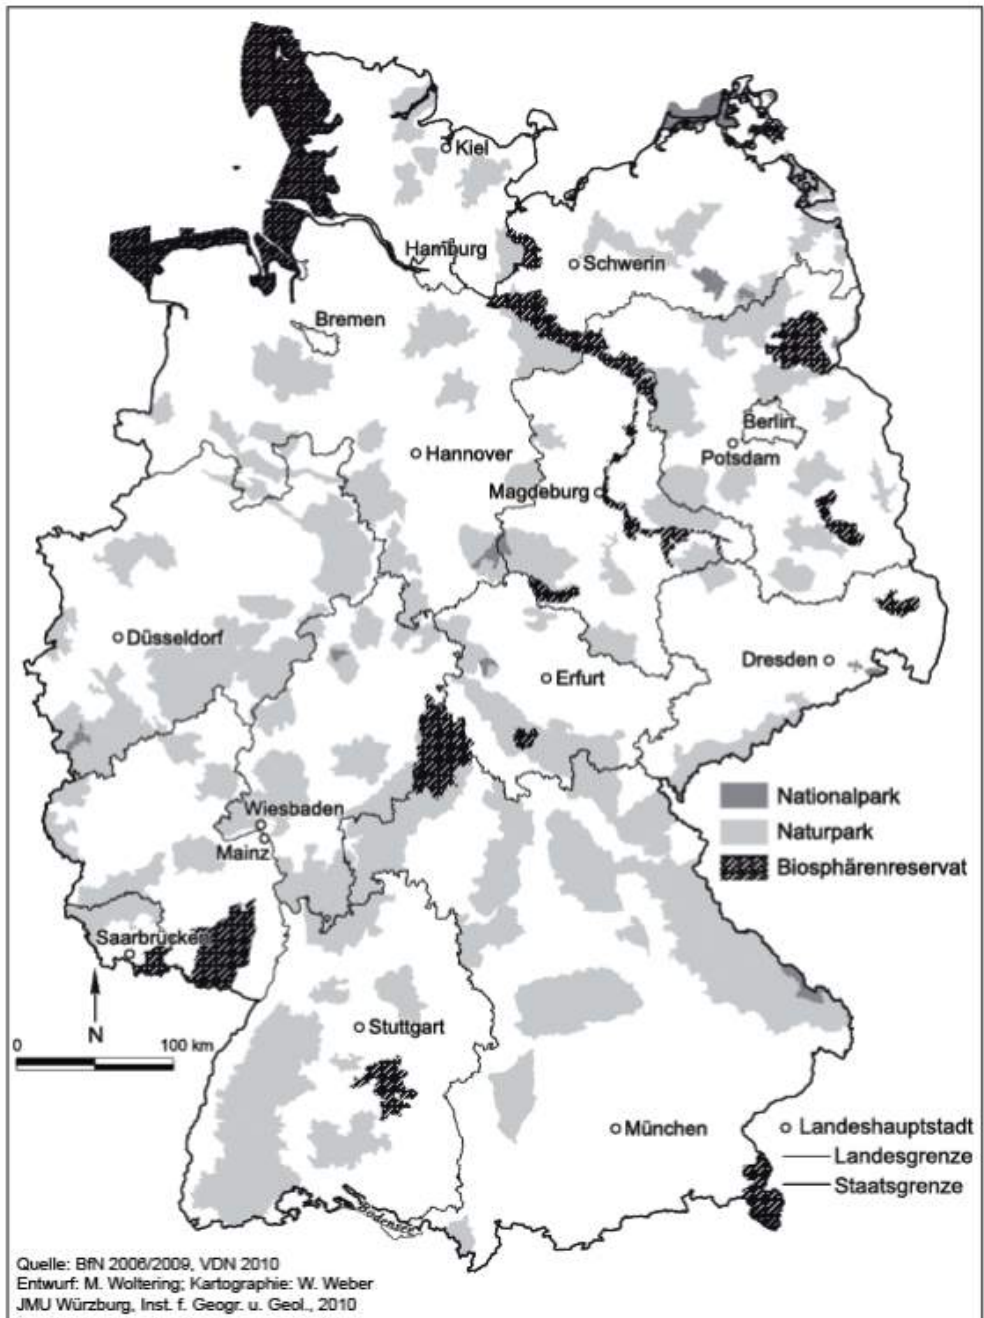 Kiel
Hamburg
Schwerin
Bremen
Berlin
Potsdam
Hannover
Magdeburg
Düsseldorf
Dresden
Erfurt
Nationalpark
Wiesbaden
Naturpark
Mainz
Biosphärenreservat
Saarbrücken
N
Stuttgart
0 100 km
München
Landeshauptstadt
Landesgrenze
Staatsgrenze
Bodensee
Quelle: BfN 2006/2009, VDN 2010
Entwurf: M. Woltering; Kartographie: W. Weber
JMU Würzburg, Inst. f. Geogr. u. Geol., 2010